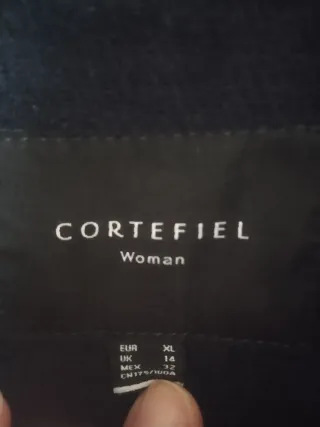 CORTEFIEL
Woman
EUR XL
UK 14
MEX 32